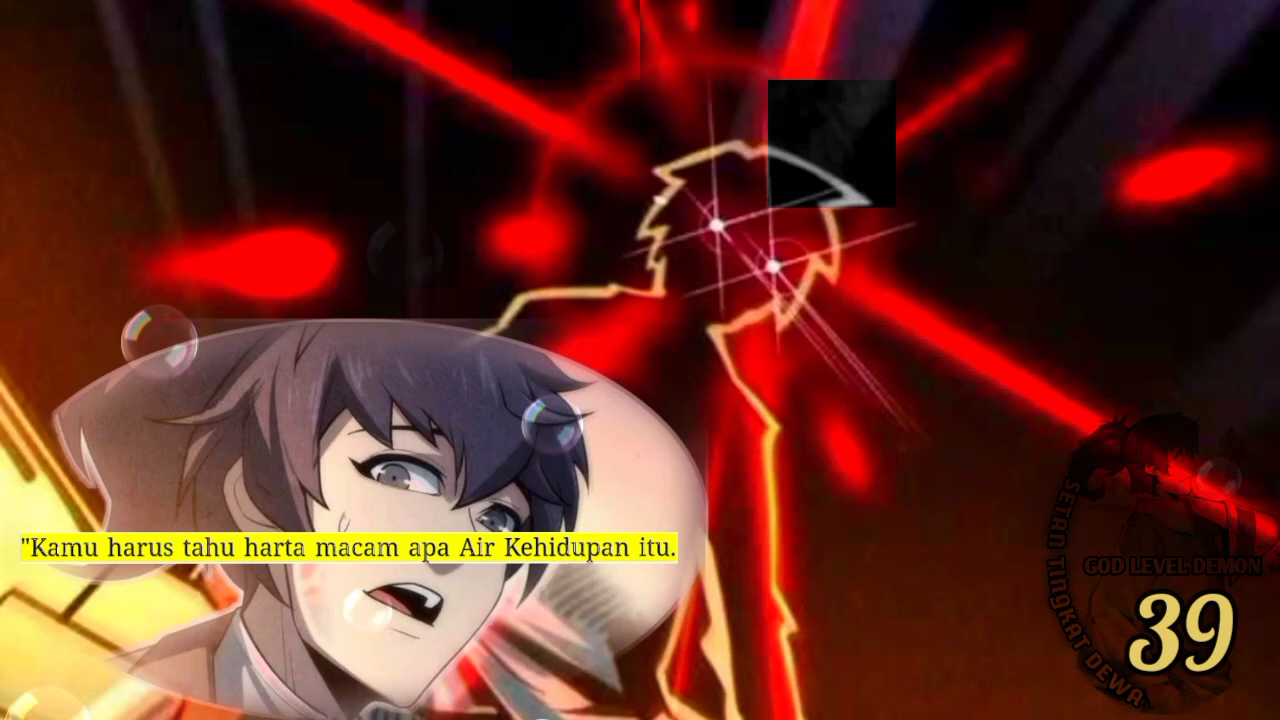 "Kamu harus tahu harta macam apa Air Kehidupan itu.
SETAN TINGKAT DEWA
GOD LEVEL DEMON
39